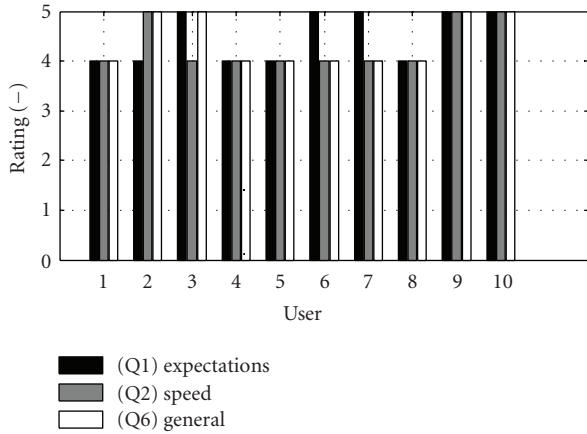 5
4
3
2
1
0
Rating (−)
1 2 3 4 5 6 7 8 9 10
User
(Q1) expectations
(Q2) speed
(Q6) general